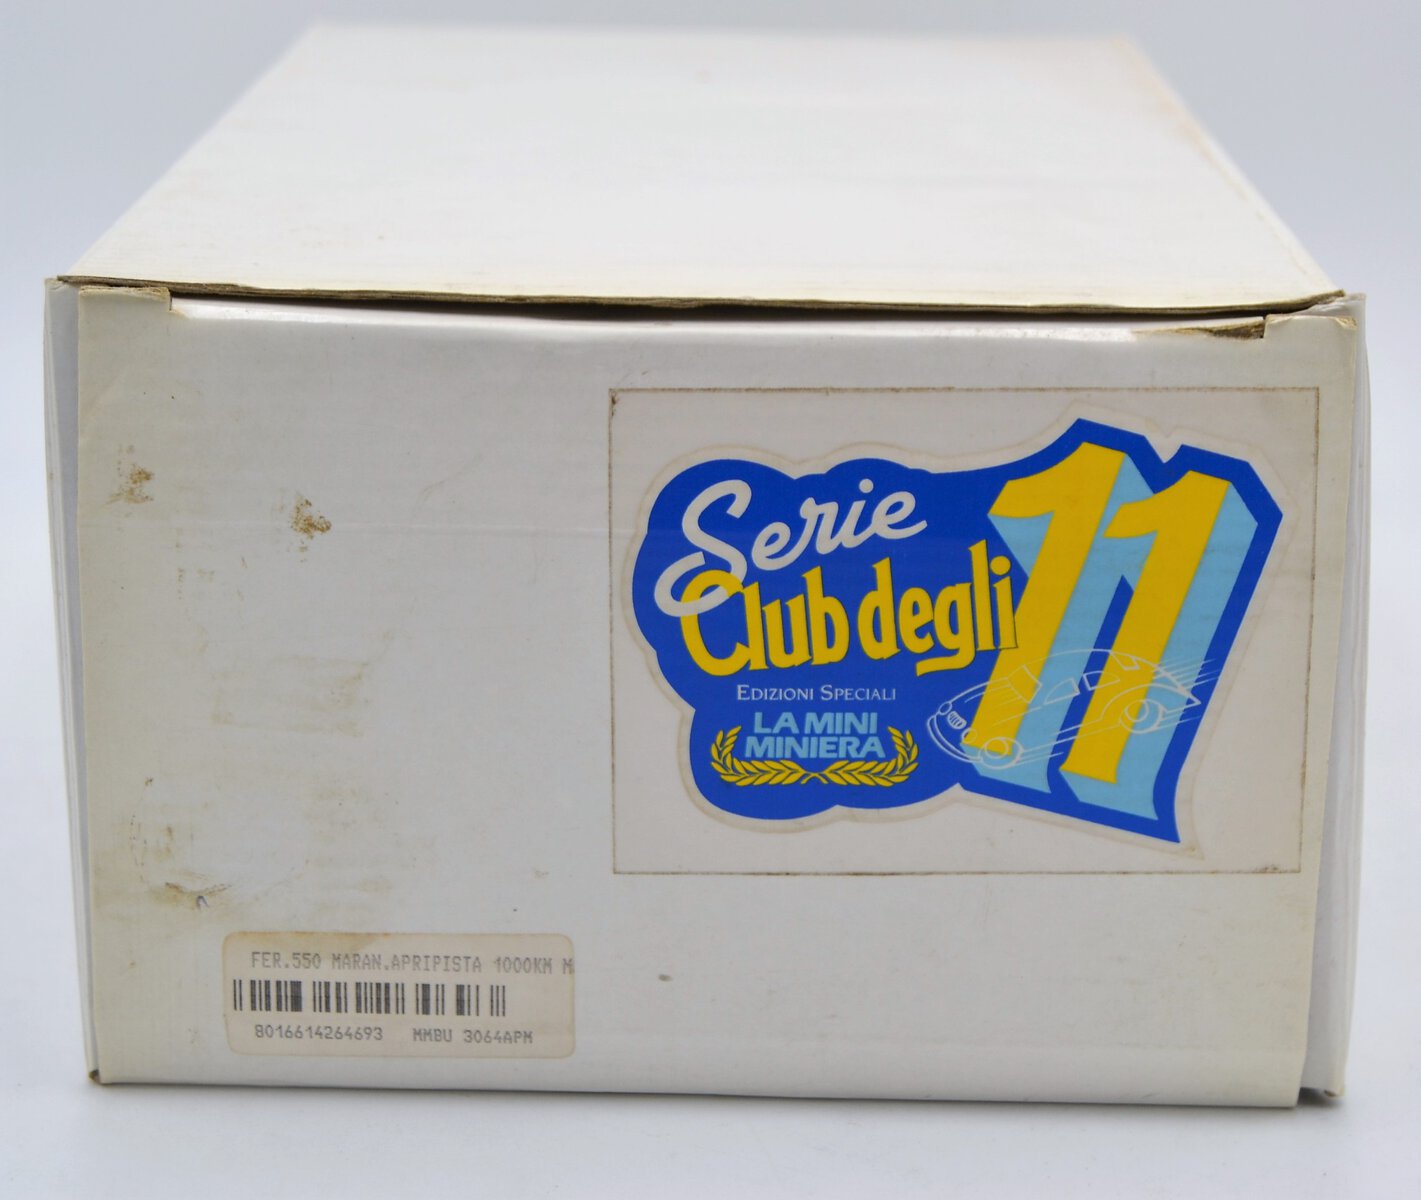 Serie
Club degli 11
EDIZIONI SPECIALI
LA MINI
MINIERA
FER.550 MARAN.APRIPISTA 1000KM
8016614264693 MMBU 3064APM